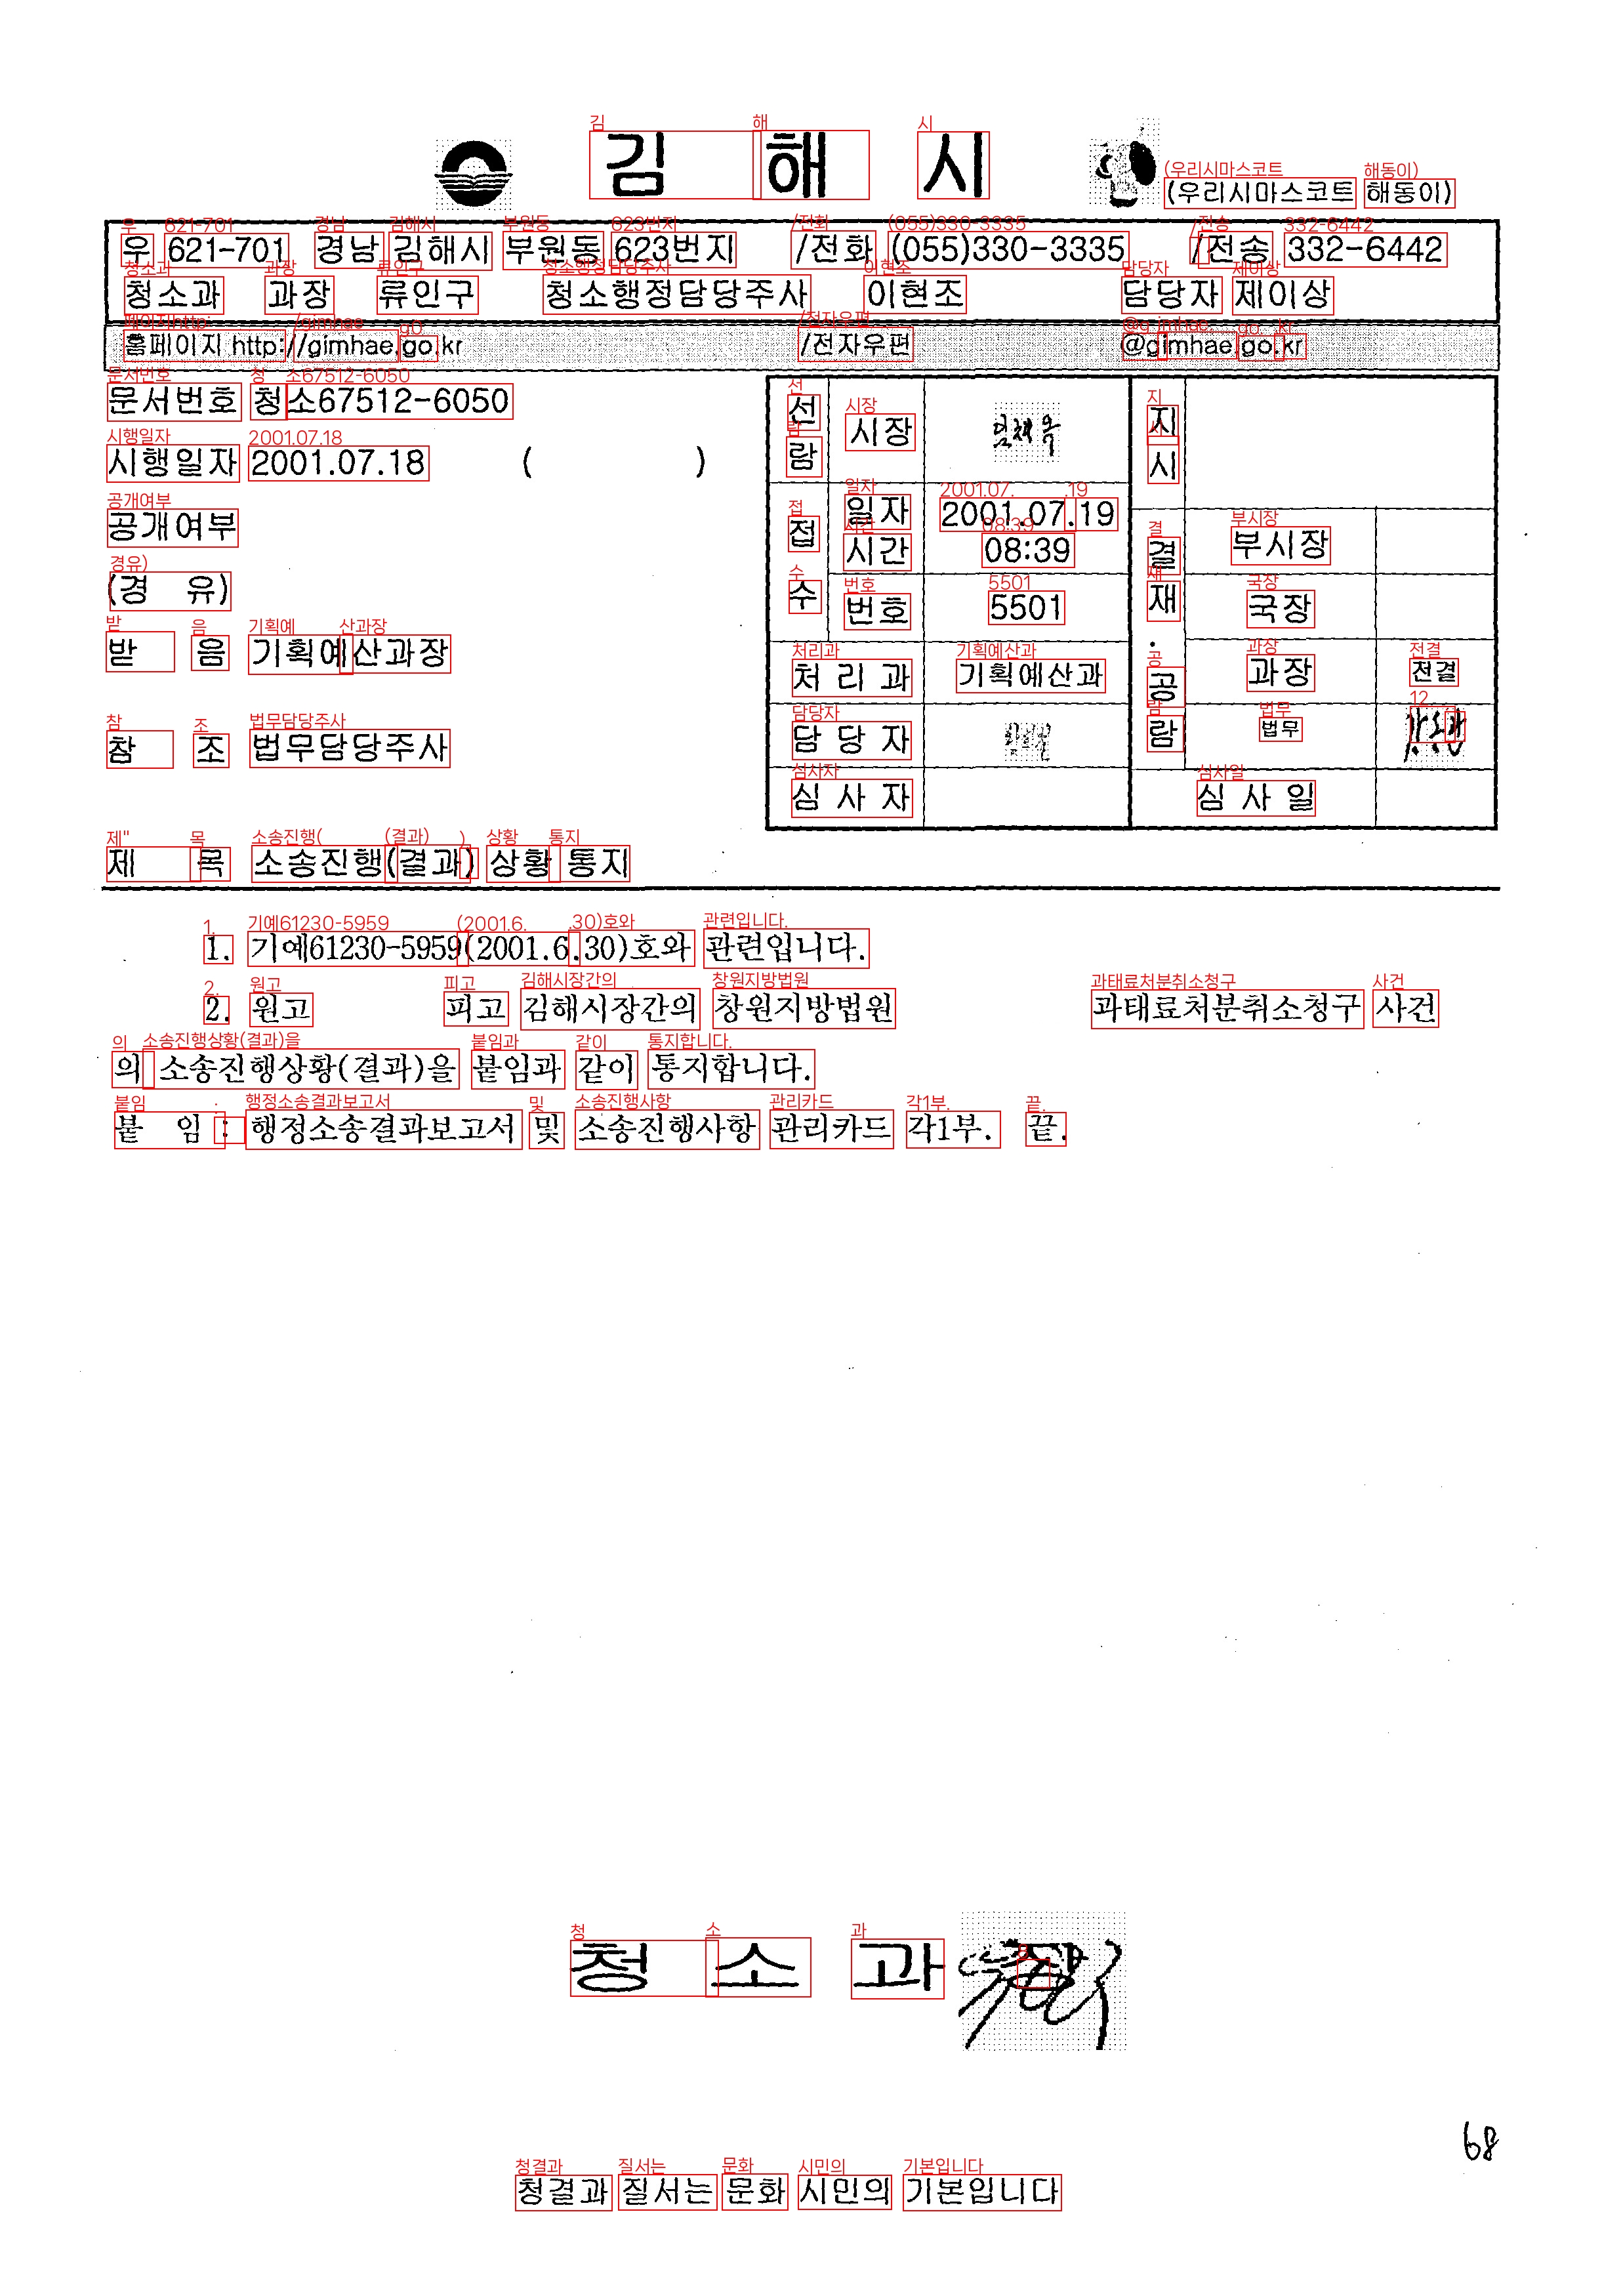 김 해 시 (우리시마스코트 해동이)
우 621-701 경남 김해시 부원동 623번지 /전화 (055)330-3335 /전송 332-6442
청소과 과장 류인구 청소행정담당주사 이현조 담당자 제이상
홈페이지 http://gimhae.go.kr /전자우편 @gimhae.go.kr
문서번호 청소67512-6050
시행일자 2001.07.18 ( )
공개여부
(경 유)
받 음 기획예산과장
참 조 법무담당주사
선람 시장 지시
접수 일자 2001.07.19
시간 08:39
번호 5501
결재·공람 부시장
국장
처리과 기획예산과 과장 전결
담당자 법무
심사자 심사일
제 목 소송진행(결과) 상황 통지
1. 기예61230-5959(2001.6.30)호와 관련입니다.
2. 원고 피고 김해시장간의 창원지방법원 과태료처분취소청구 사건
의 소송진행상황(결과)을 붙임과 같이 통지합니다.
붙 임 : 행정소송결과보고서 및 소송진행사항 관리카드 각1부. 끝.
청 소 과
68
청결과 질서는 문화 시민의 기본입니다